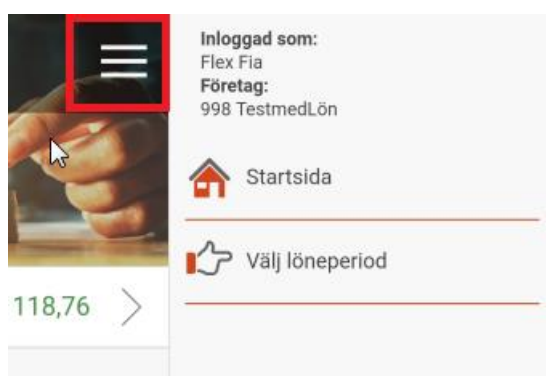 Inloggad som:
Flex Fia
Företag:
998 TestmedLön
Startsida
Välj löneperiod
118,76